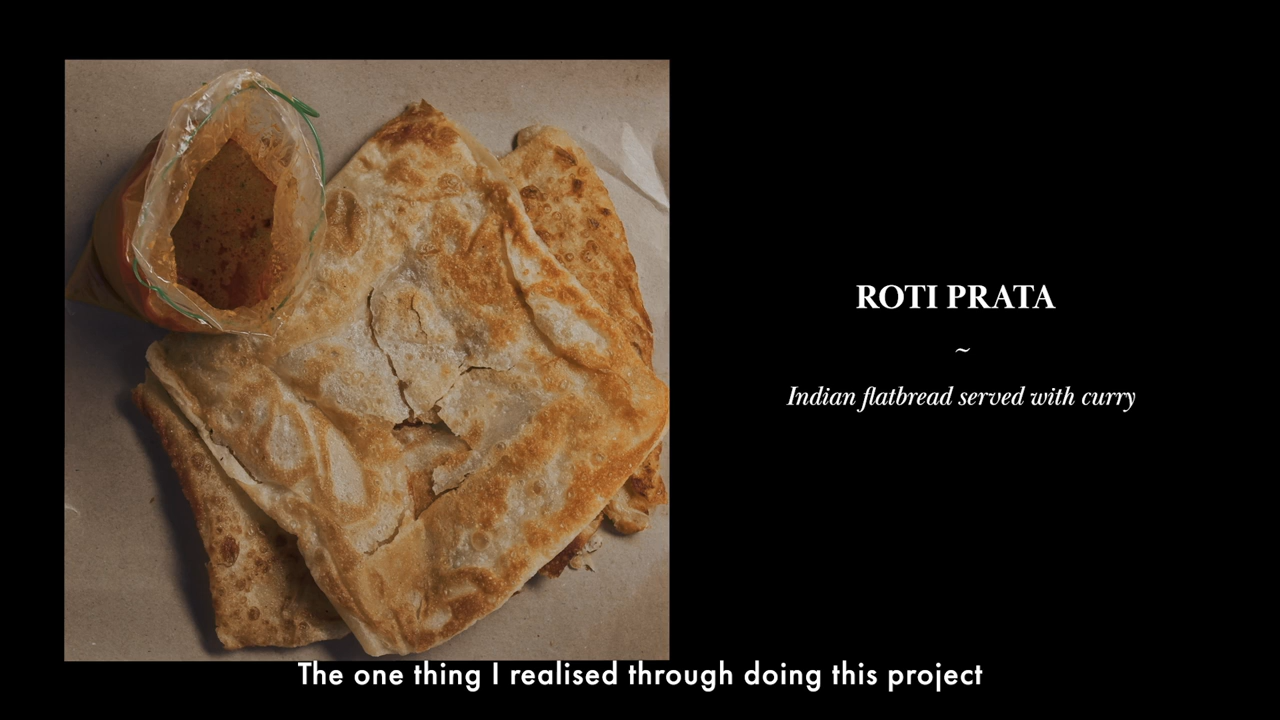 ROTI PRATA
~
Indian flatbread served with curry
The one thing I realised through doing this project